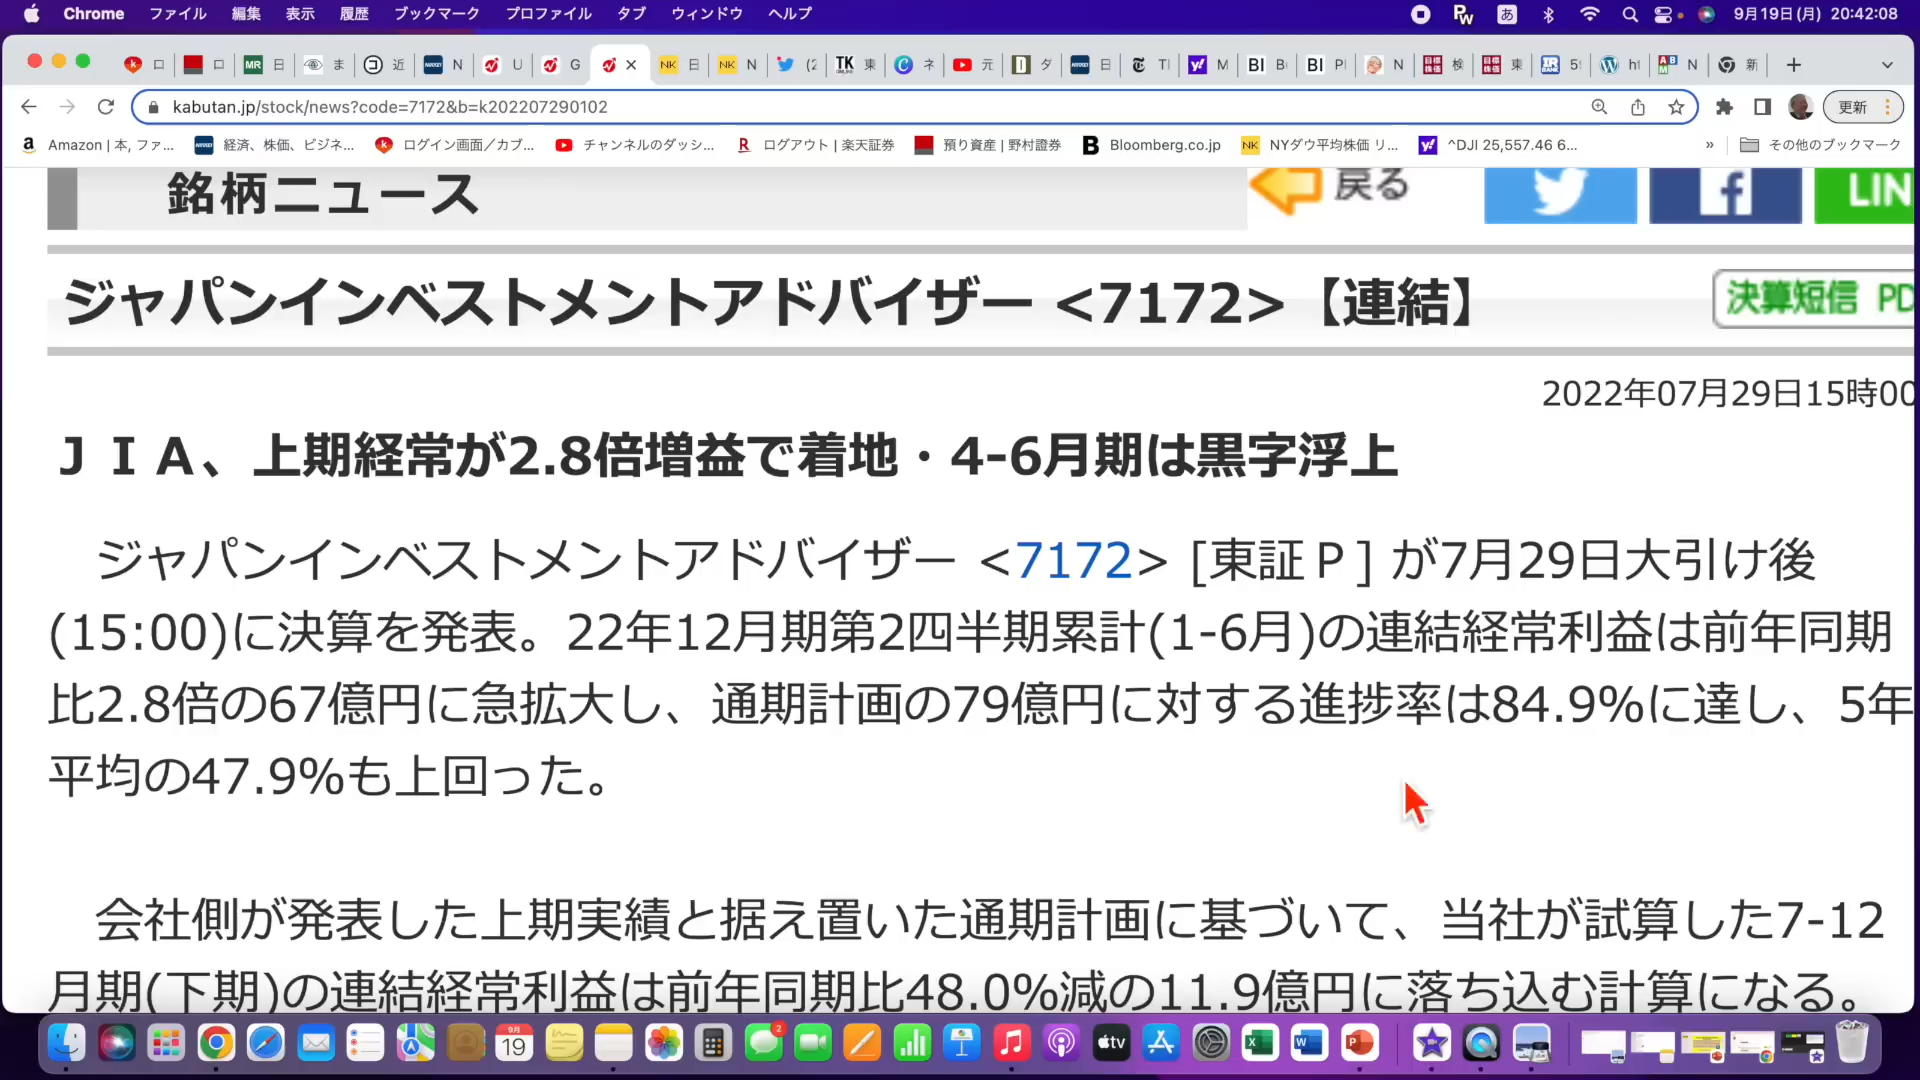 Chrome ファイル 編集 表示 履歴 ブックマーク プロファイル タブ ウィンドウ ヘルプ 9月19日(月) 20:42:08
kabutan.jp/stock/news?code=7172&b=k202207290102 更新
Amazon | 本, ファ... 経済、株価、ビジネ... ログイン画面／カブ... チャンネルのダッシ... ログアウト | 楽天証券 預り資産 | 野村證券 Bloomberg.co.jp NYダウ平均株価 リ... ^DJI 25,557.46 6... » その他のブックマーク
銘柄ニュース 戻る LIN
ジャパンインベストメントアドバイザー <7172>【連結】 決算短信 PD
2022年07月29日15時00
ＪＩＡ、上期経常が2.8倍増益で着地・4-6月期は黒字浮上
ジャパンインベストメントアドバイザー <7172> [東証Ｐ] が7月29日大引け後
(15:00)に決算を発表。22年12月期第2四半期累計(1-6月)の連結経常利益は前年同期
比2.8倍の67億円に急拡大し、通期計画の79億円に対する進捗率は84.9%に達し、5年
平均の47.9%も上回った。
会社側が発表した上期実績と据え置いた通期計画に基づいて、当社が試算した7-12
月期(下期)の連結経常利益は前年同期比48.0%減の11.9億円に落ち込む計算になる。